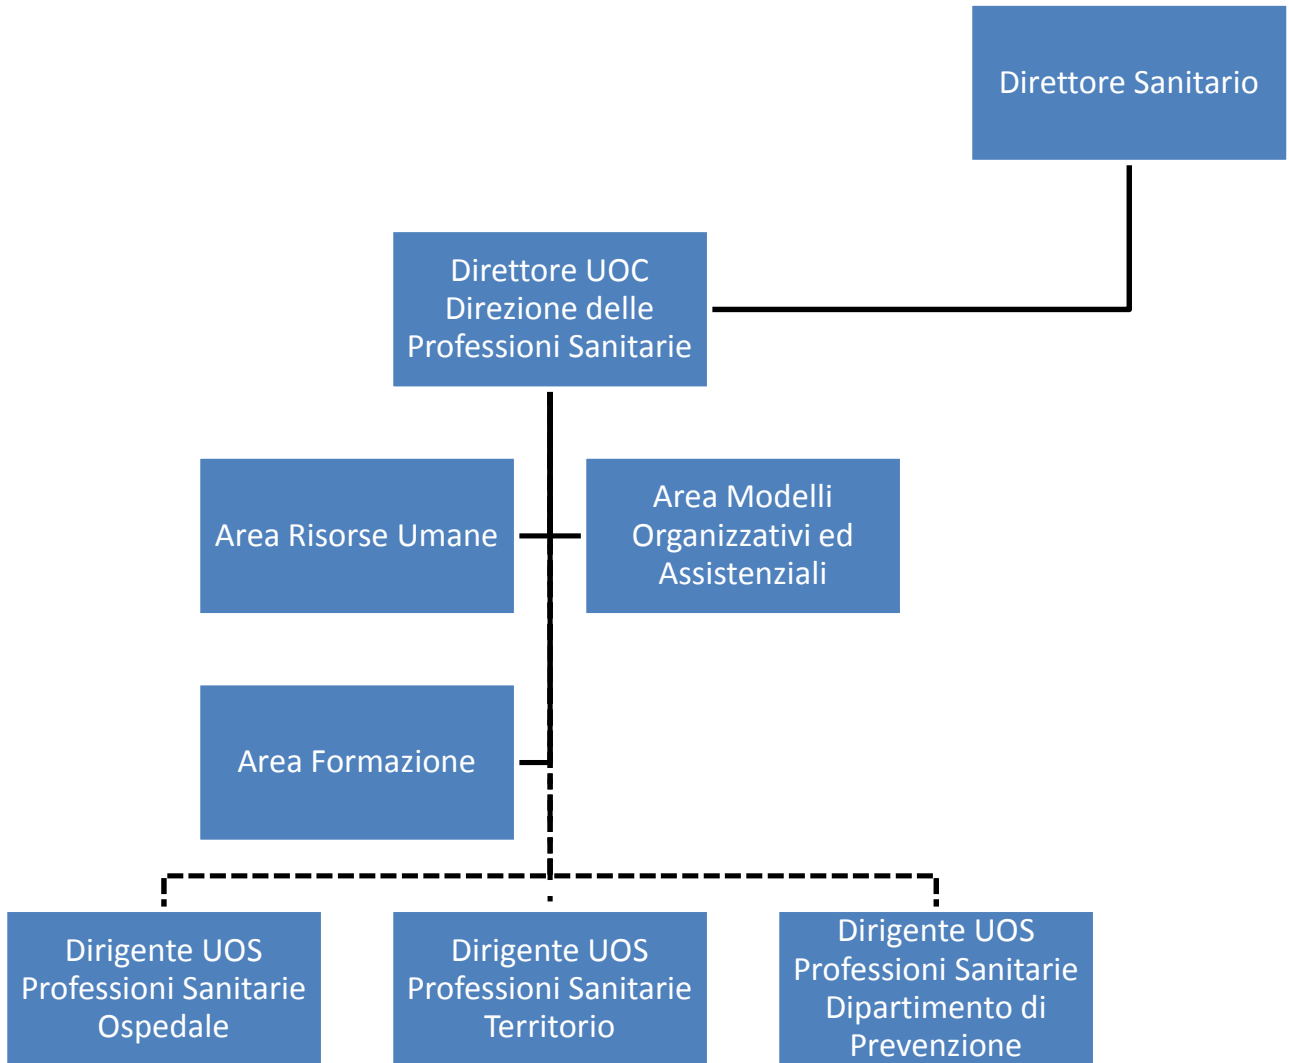 Direttore Sanitario
Direttore UOC
Direzione delle
Professioni Sanitarie
Area Risorse Umane
Area Modelli
Organizzativi ed
Assistenziali
Area Formazione
Dirigente UOS
Professioni Sanitarie
Ospedale
Dirigente UOS
Professioni Sanitarie
Territorio
Dirigente UOS
Professioni Sanitarie
Dipartimento di
Prevenzione